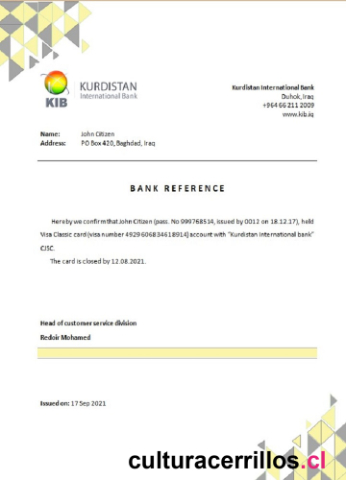 KIB
KURDISTAN
International Bank
Kurdistan International Bank
Duhok, Iraq
+964 66 211 2009
www.kib.iq
Name: John Citizen
Address: PO Box 420, Baghdad, Iraq
BANK REFERENCE
Hereby we confirm that John Citizen (pass. No 999768514, issued by 0012 on 18.12.17), held
Visa Classic card (visa number 4929606834618914) account with "Kurdistan International bank"
CJSC.
The card is closed by 12.08.2021.
Head of customer service division
Redoir Mohamed
Issued on: 17 Sep 2021
culturacerrillos.cl